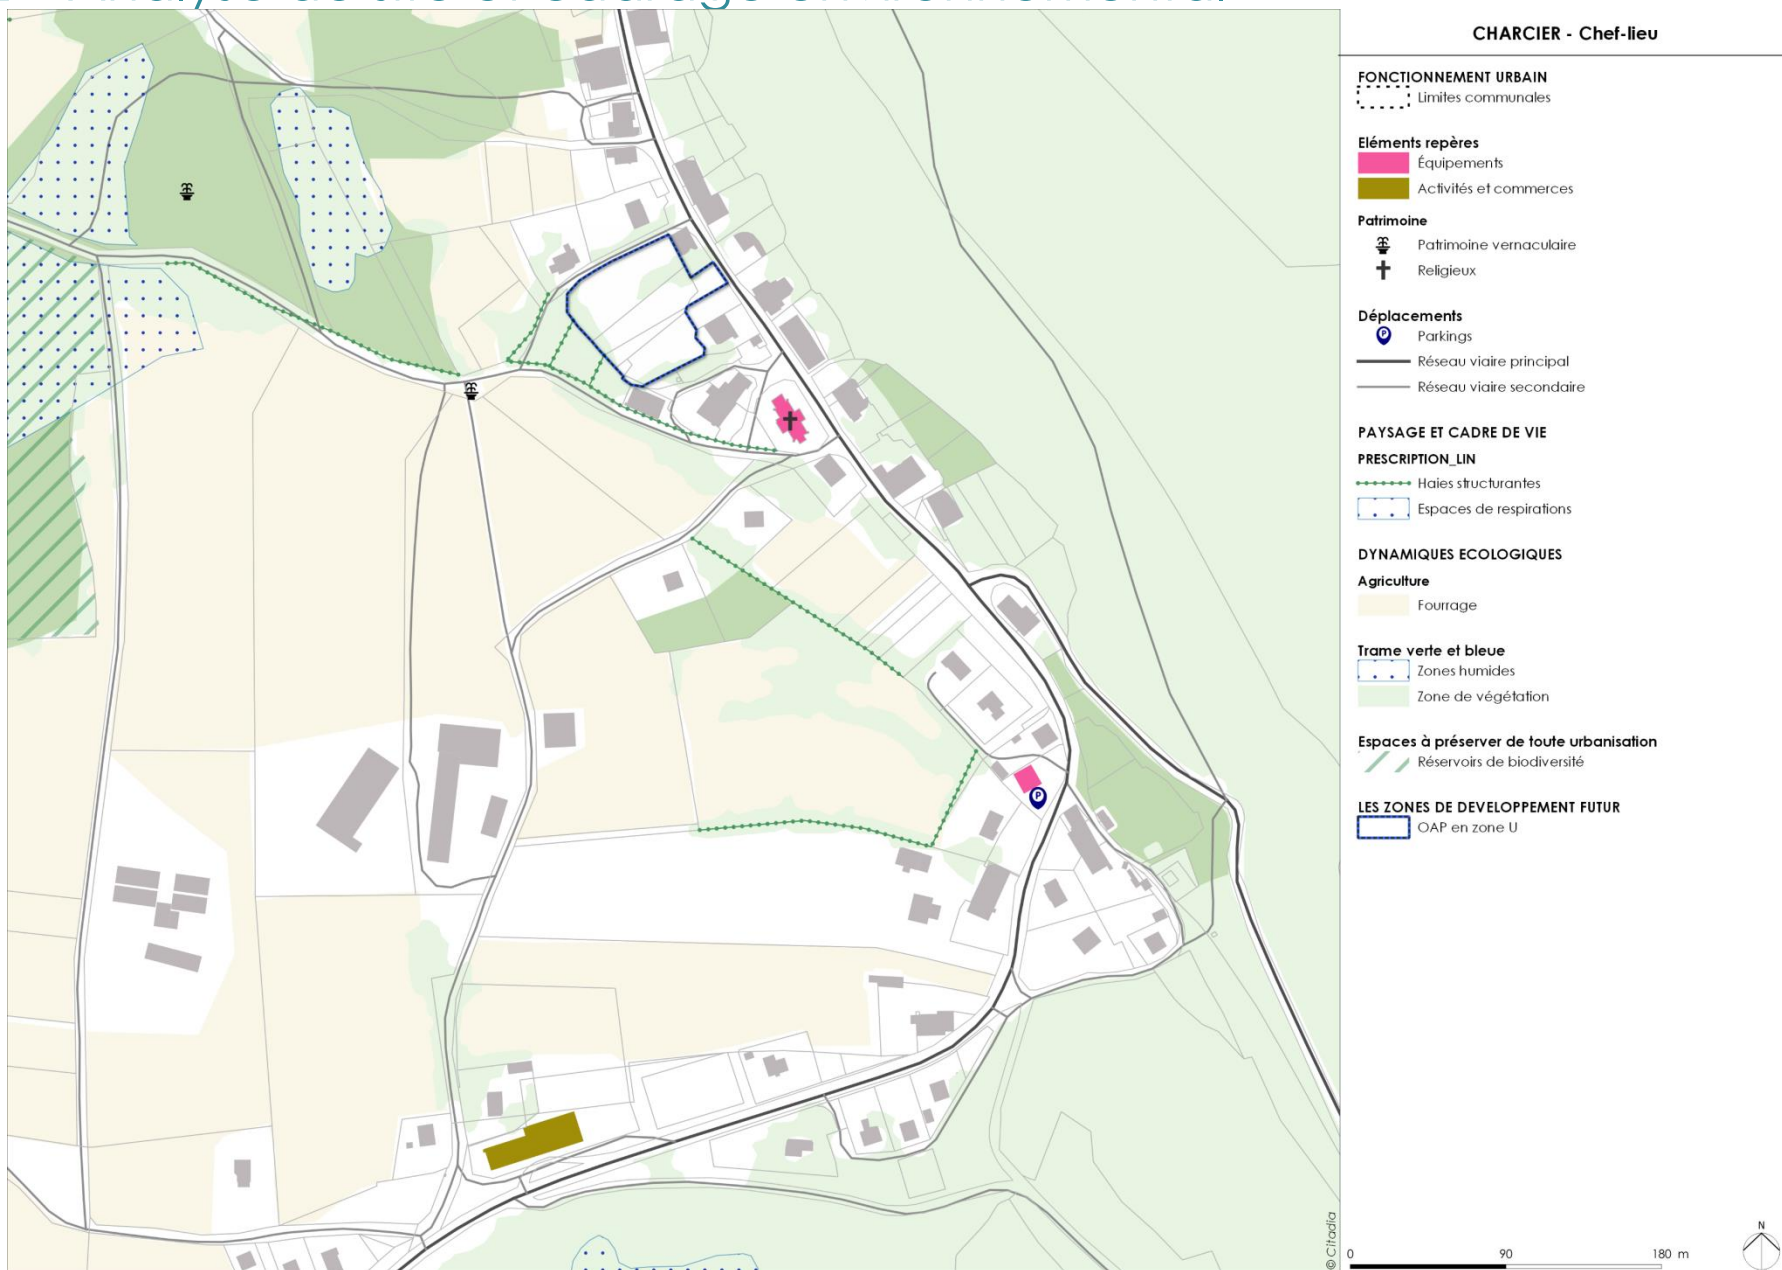 CHARCIER - Chef-lieu
FONCTIONNEMENT URBAIN
Limites communales
Eléments repères
Équipements
Activités et commerces
Patrimoine
Patrimoine vernaculaire
Religieux
Déplacements
P
Parkings
Réseau viaire principal
Réseau viaire secondaire
PAYSAGE ET CADRE DE VIE
PRESCRIPTION_LIN
Haies structurantes
Espaces de respirations
DYNAMIQUES ECOLOGIQUES
Agriculture
Fourrage
Trame verte et bleue
Zones humides
Zone de végétation
Espaces à préserver de toute urbanisation
Réservoirs de biodiversité
LES ZONES DE DEVELOPPEMENT FUTUR
OAP en zone U
P
© Citadia
N
0 90 180 m